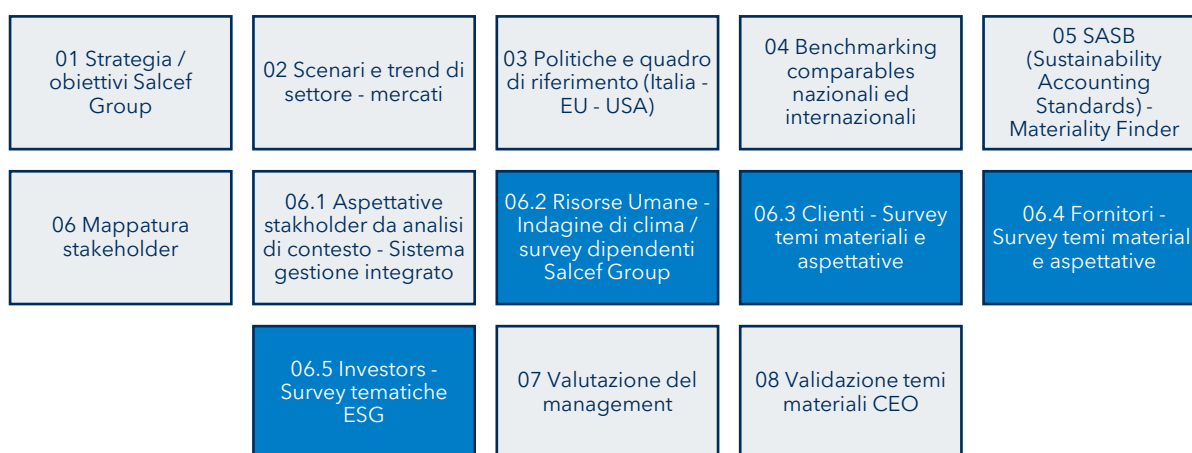 01 Strategia /
obiettivi Salcef
Group
02 Scenari e trend di
settore - mercati
03 Politiche e quadro
di riferimento (Italia -
EU - USA)
04 Benchmarking
comparables
nazionali ed
internazionali
05 SASB
(Sustainability
Accounting
Standards) -
Materiality Finder
06 Mappatura
stakeholder
06.1 Aspettative
stakholder da analisi
di contesto - Sistema
gestione integrato
06.2 Risorse Umane -
Indagine di clima /
survey dipendenti
Salcef Group
06.3 Clienti - Survey
temi materiali e
aspettative
06.4 Fornitori -
Survey temi material
e aspettative
06.5 Investors -
Survey tematiche
ESG
07 Valutazione del
management
08 Validazione temi
materiali CEO